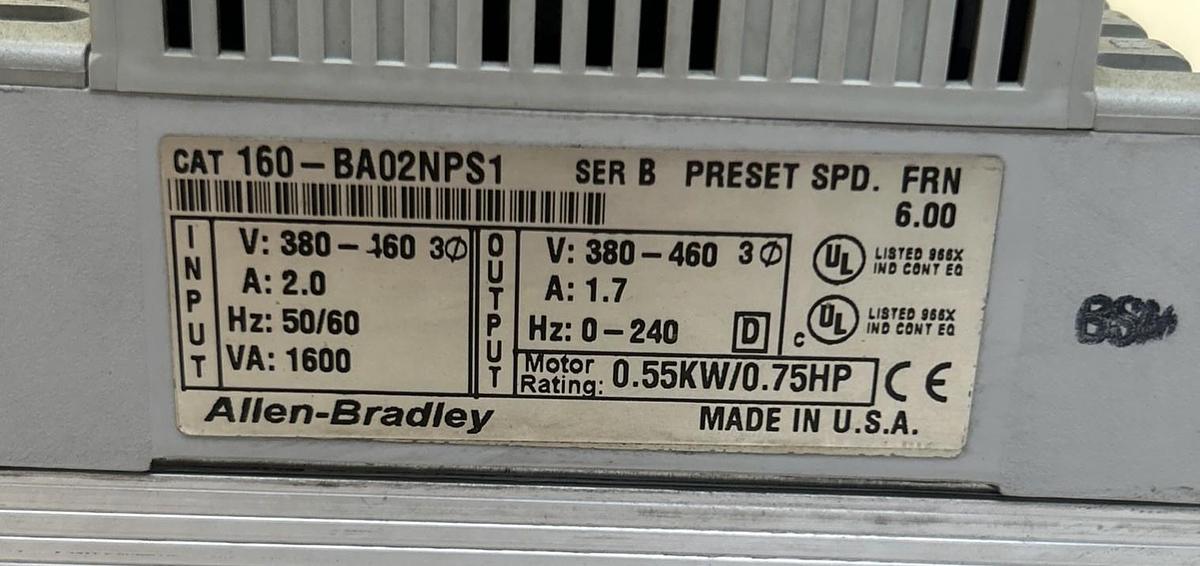 CAT 160-BA02NPS1 SER B PRESET SPD. FRN
6.00
INPUT
V: 380-460 3Ø
A: 2.0
Hz: 50/60
VA: 1600
OUTPUT
V: 380-460 3Ø
A: 1.7
Hz: 0-240 D
Motor Rating: 0.55KW/0.75HP
UL LISTED 966X
IND CONT EQ
c UL LISTED 966X
IND CONT EQ
CE
Allen-Bradley MADE IN U.S.A.